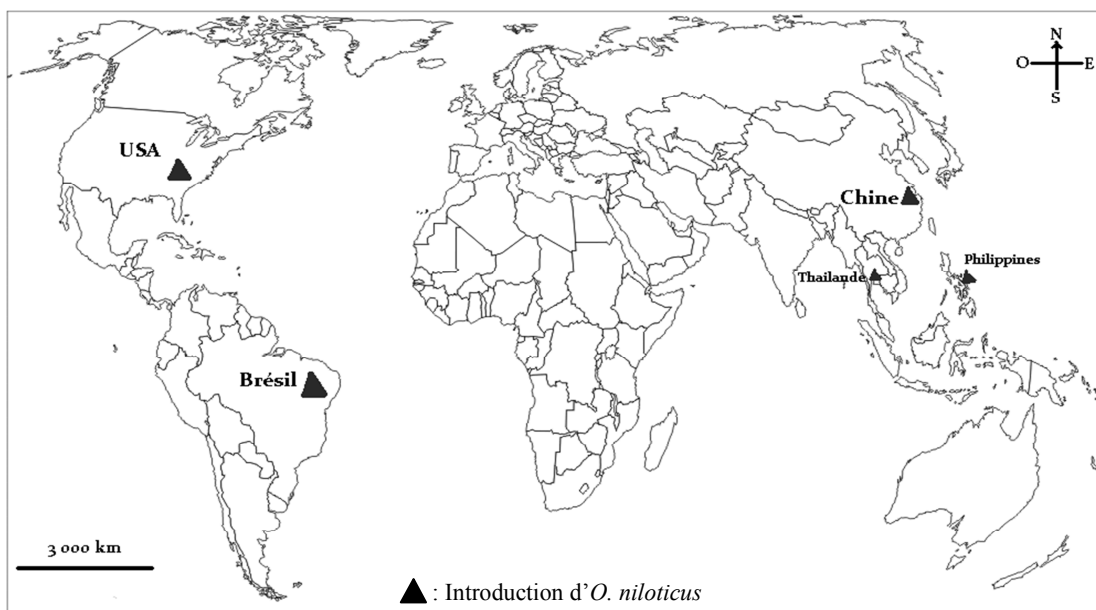 N
O
E
S
USA
Chine
Philippines
Thailande
Brésil
3 000 km
: Introduction d’O. niloticus